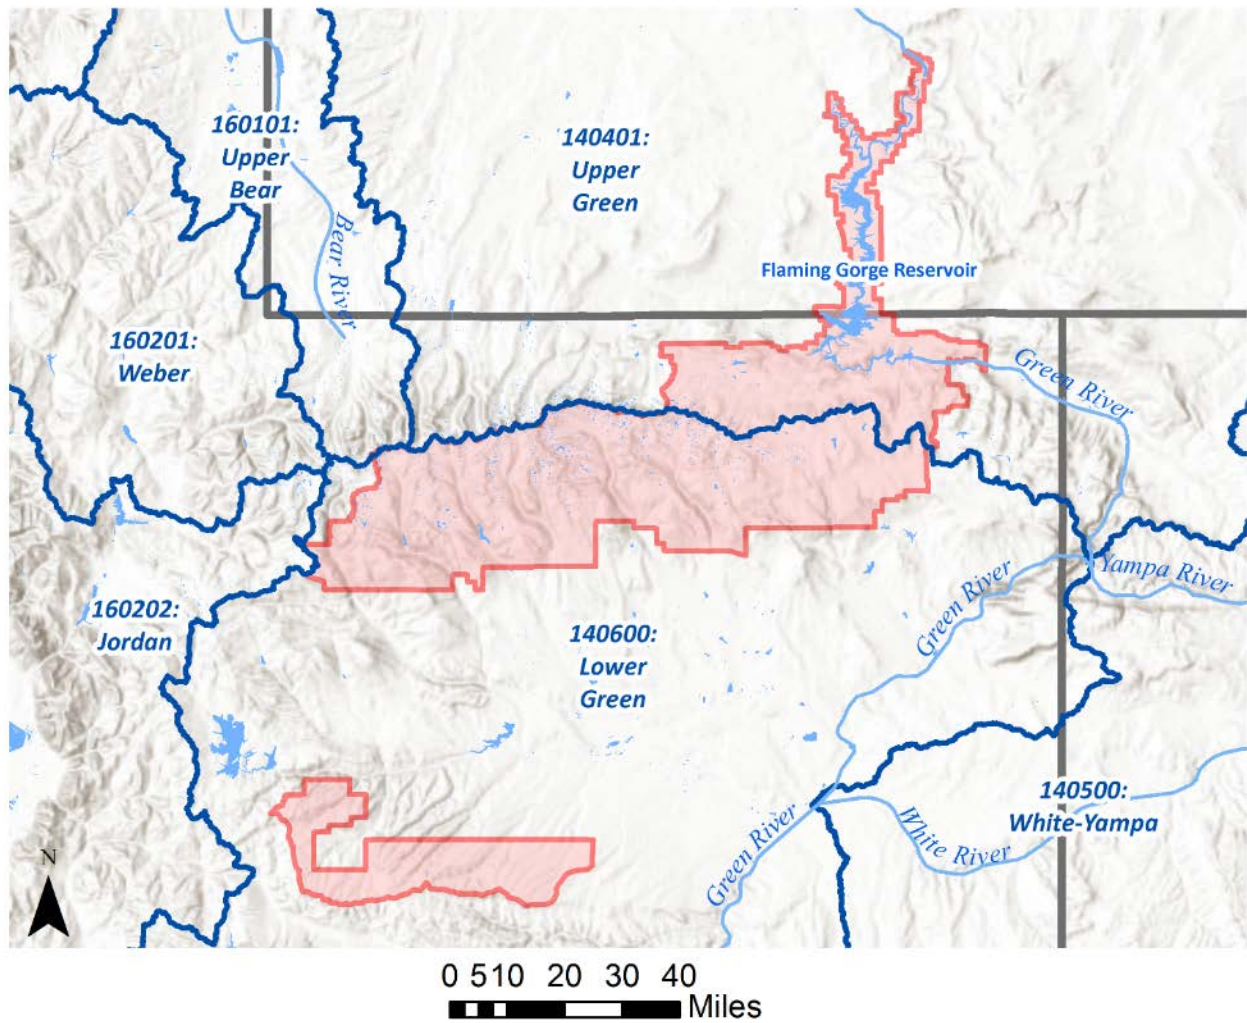 160101:
Upper
Bear
140401:
Upper
Green
Bear River
Flaming Gorge Reservoir
160201:
Weber
Green River
Green River
Yampa River
160202:
Jordan
140600:
Lower
Green
140500:
White-Yampa
Green River
White River
N
0 5 10 20 30 40
Miles